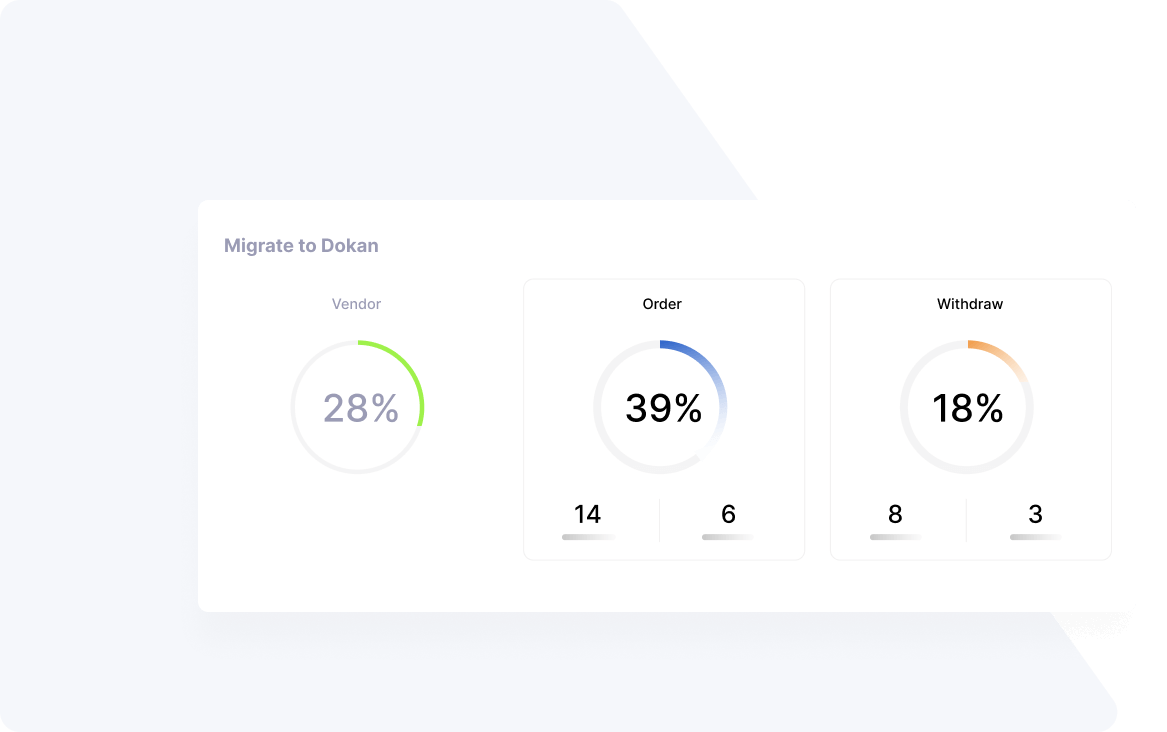 Migrate to Dokan
Vendor
28%
Order
39%
14
6
Withdraw
18%
8
3